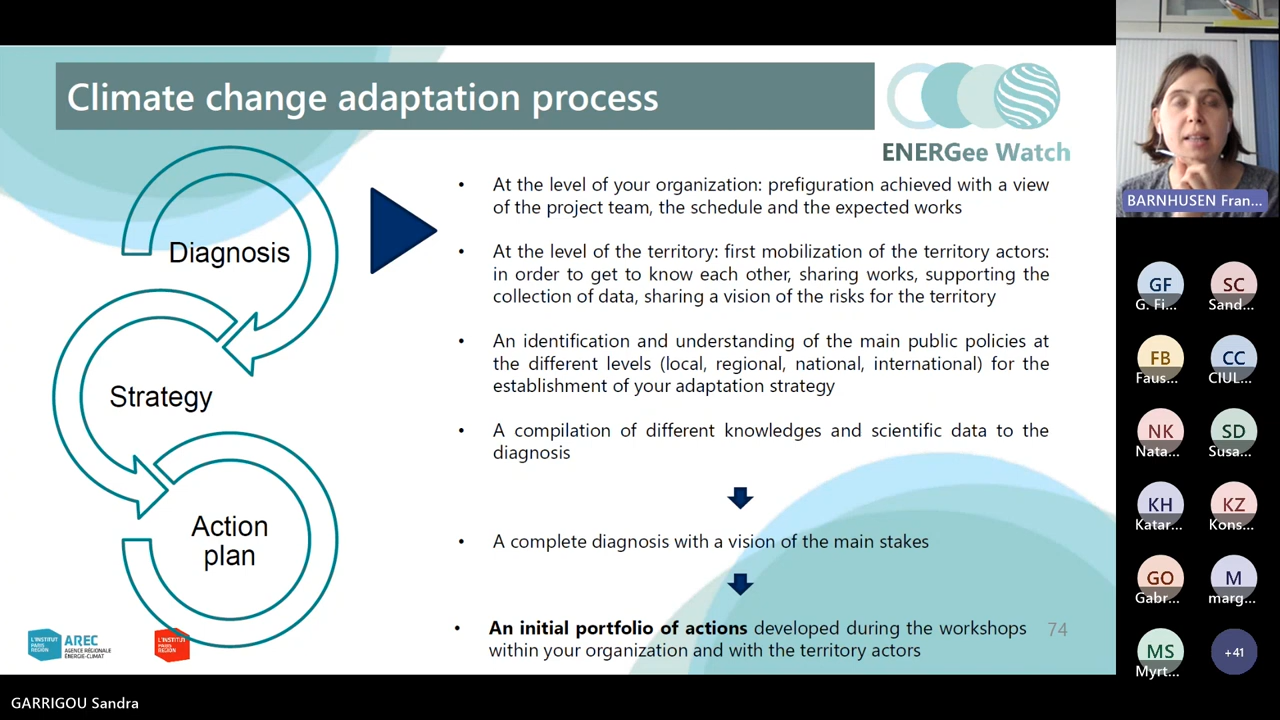 Climate change adaptation process
ENERGee Watch
Diagnosis
Strategy
Action
plan
• At the level of your organization: prefiguration achieved with a view
of the project team, the schedule and the expected works
• At the level of the territory: first mobilization of the territory actors:
in order to get to know each other, sharing works, supporting the
collection of data, sharing a vision of the risks for the territory
• An identification and understanding of the main public policies at
the different levels (local, regional, national, international) for the
establishment of your adaptation strategy
• A compilation of different knowledges and scientific data to the
diagnosis
• A complete diagnosis with a vision of the main stakes
• An initial portfolio of actions developed during the workshops
within your organization and with the territory actors
74
L'INSTITUT
PARIS
REGION
AREC
AGENCE RÉGIONALE
ÉNERGIE-CLIMAT
L'INSTITUT
PARIS
REGION
BARNHUSEN Fran...
GF
G. Fi...
SC
Sand...
FB
Faus...
CC
CIUL...
NK
Nata...
SD
Susa...
KH
Katar...
KZ
Kons...
GO
Gabr...
M
marg...
MS
Myrt...
+41
GARRIGOU Sandra